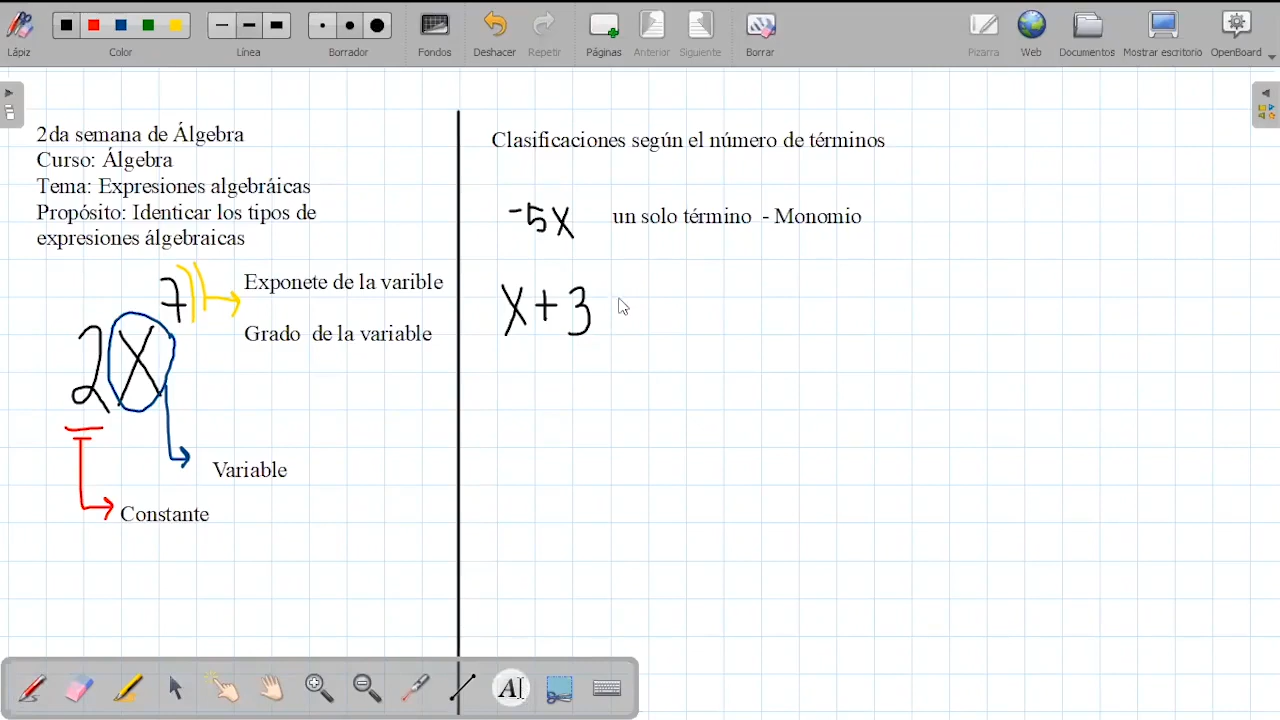 Lápiz
Color
Línea
Borrador
Fondos
Deshacer
Repetir
Páginas
Anterior
Siguiente
Borrar
Pizarra
Web
Documentos
Mostrar escritorio
OpenBoard
2da semana de Álgebra
Curso: Álgebra
Tema: Expresiones algebráicas
Propósito: Identicar los tipos de
expresiones álgebraicas
7
Exponete de la varible
Grado de la variable
2X
Variable
Constante
Clasificaciones según el número de términos
-5X un solo término - Monomio
X+3
AI